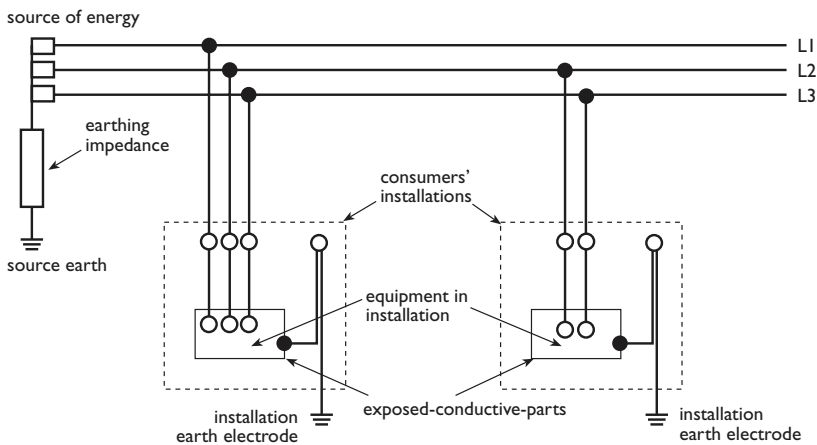 source of energy
L1
L2
L3
earthing
impedance
consumers’
installations
source earth
equipment in
installation
exposed-conductive-parts
installation
earth electrode
installation
earth electrode